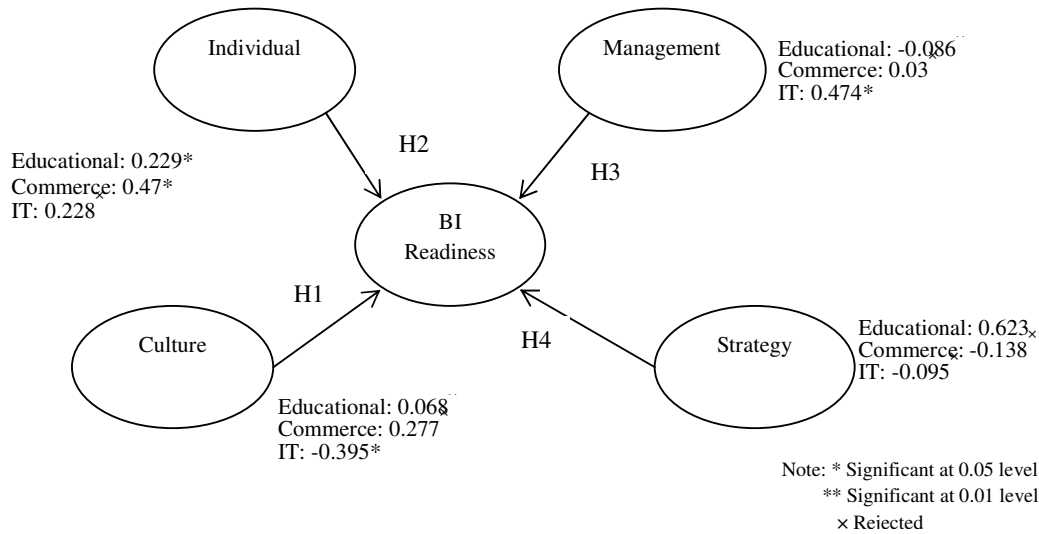 Individual
Management
Educational: -0.086
Commerce: 0.03×
IT: 0.474*
H2
H3
Educational: 0.229*
Commerce: 0.47*
IT: 0.228×
BI
Readiness
H1
H4
Culture
Strategy
Educational: 0.623
Commerce: -0.138×
IT: -0.095×
Educational: 0.068
Commerce: 0.277×
IT: -0.395*
Note: * Significant at 0.05 level
** Significant at 0.01 level
× Rejected